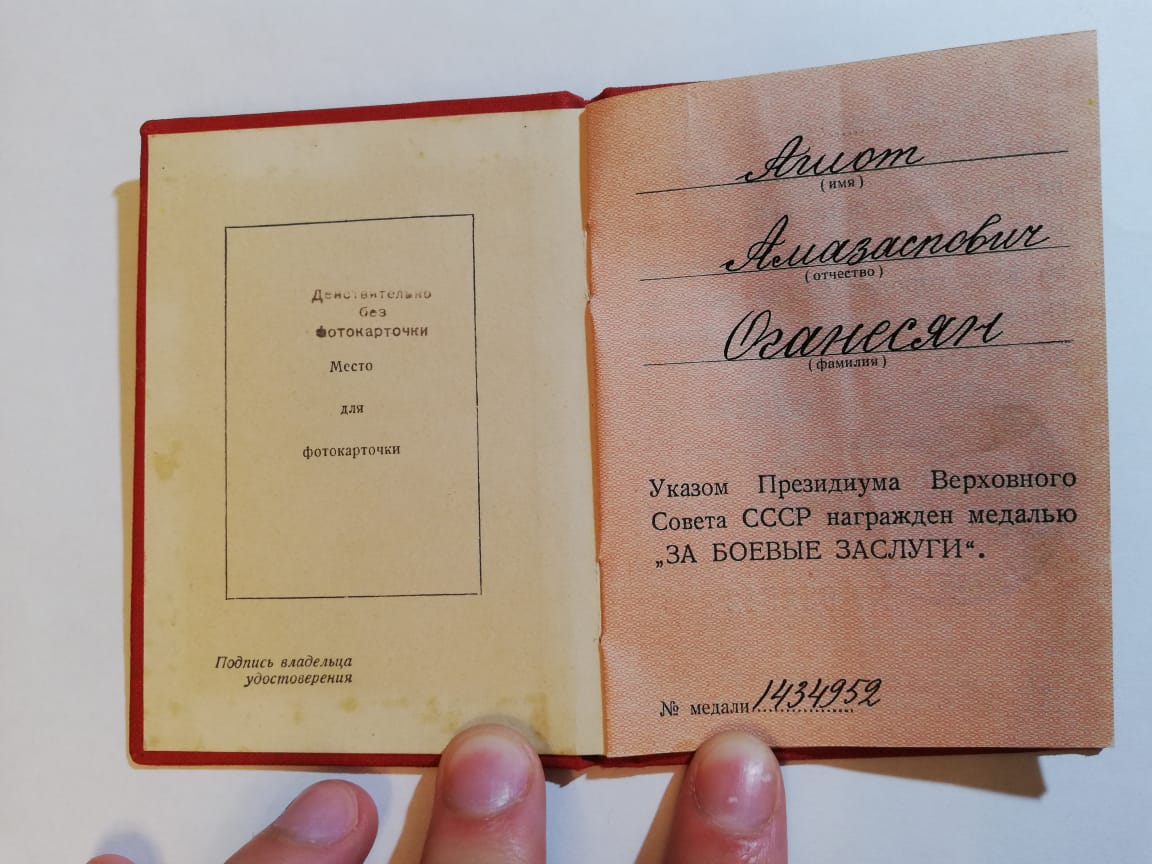 Действительно
без
фотокарточки
Место
для
фотокарточки
Подпись владельца
удостоверения
Ашот
(имя)
Амазаспович
(отчество)
Оганесян
(фамилия)
Указом Президиума Верховного
Совета СССР награжден медалью
„ЗА БОЕВЫЕ ЗАСЛУГИ“.
№ медали 1434952